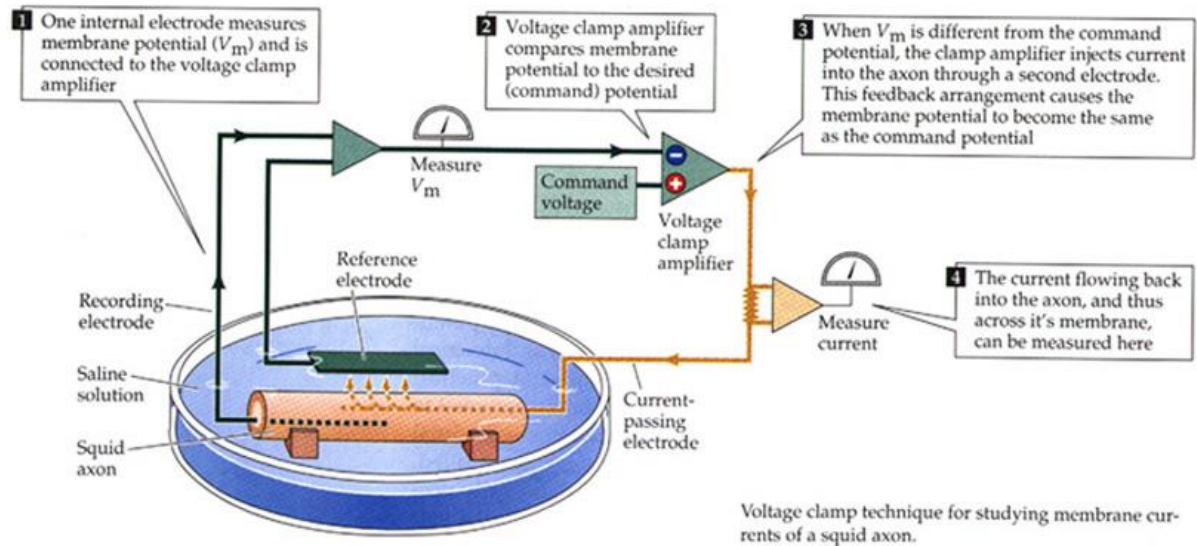 1 One internal electrode measures
membrane potential (Vm) and is
connected to the voltage clamp
amplifier
2 Voltage clamp amplifier
compares membrane
potential to the desired
(command) potential
3 When Vm is different from the command
potential, the clamp amplifier injects current
into the axon through a second electrode.
This feedback arrangement causes the
membrane potential to become the same
as the command potential
Measure
Vm
Command
voltage
−
+
Voltage
clamp
amplifier
Reference
electrode
Recording
electrode
Saline
solution
Squid
axon
Measure
current
4 The current flowing back
into the axon, and thus
across it's membrane,
can be measured here
Current-
passing
electrode
Voltage clamp technique for studying membrane cur-
rents of a squid axon.